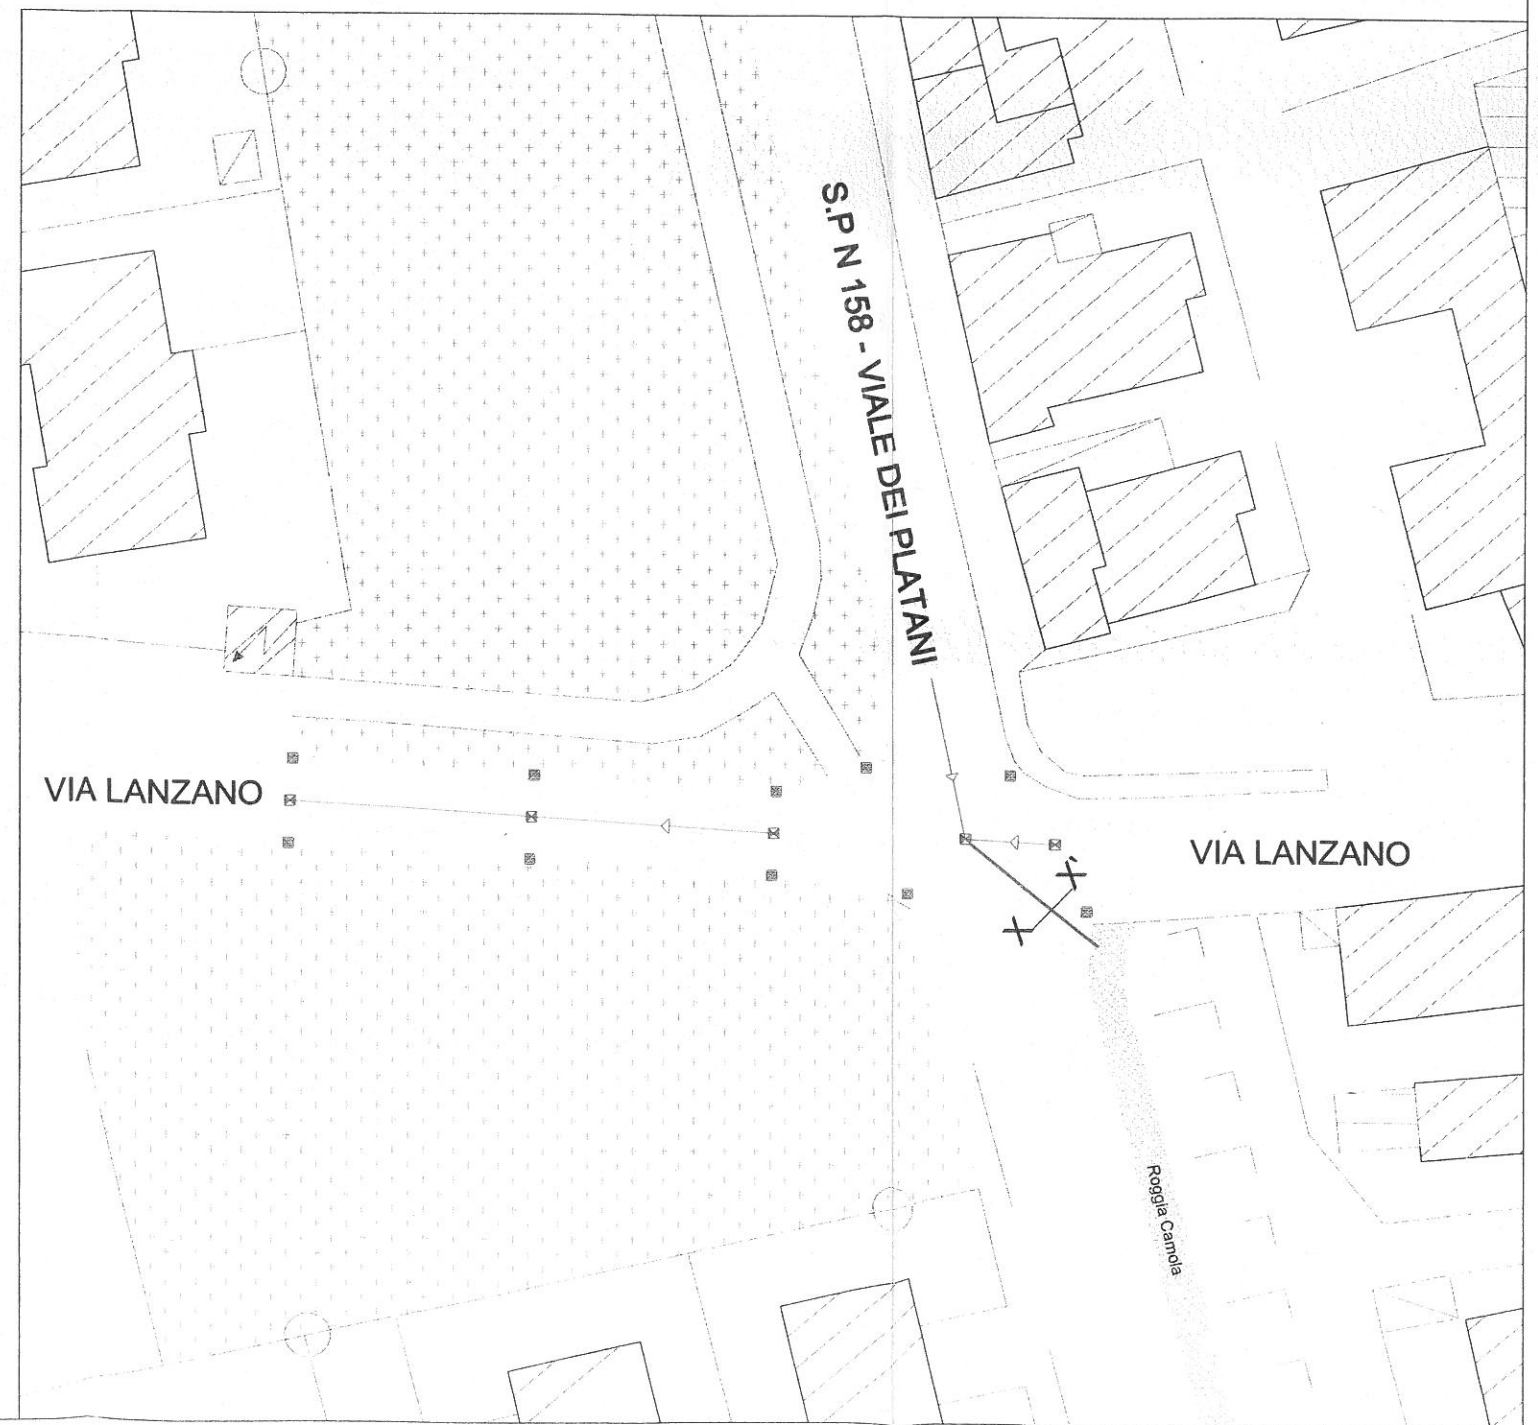 S.P N 158 - VIALE DEI PLATANI
VIA LANZANO
VIA LANZANO
X
X'
Roggia Camola